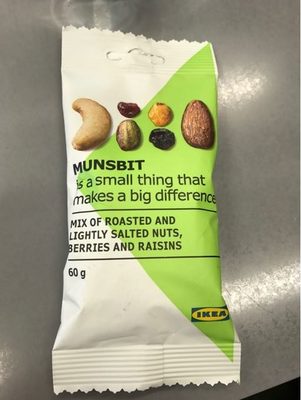 MUNSBIT
is a small thing that
makes a big difference
MIX OF ROASTED AND
LIGHTLY SALTED NUTS,
BERRIES AND RAISINS
60 g
IKEA